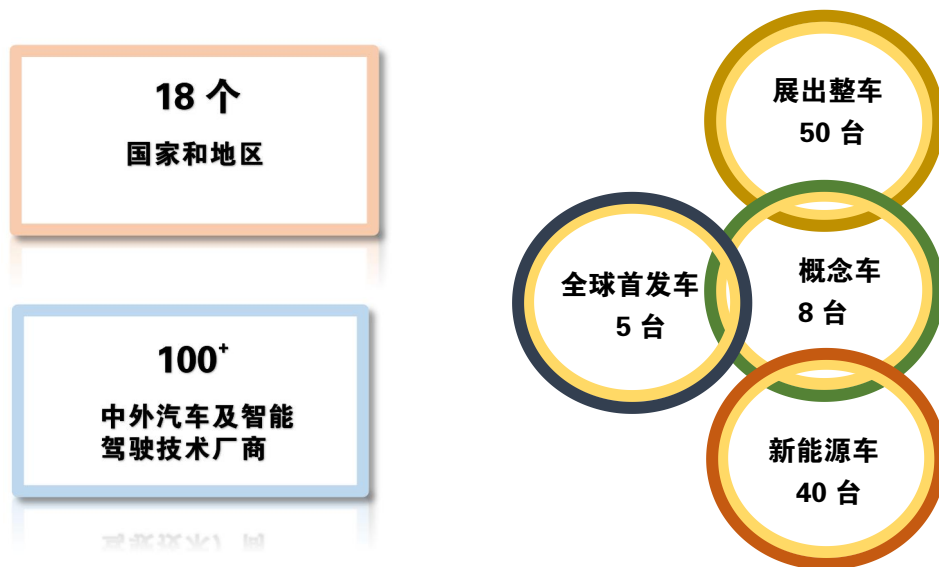 18 个
国家和地区
100+
中外汽车及智能
驾驶技术厂商
展出整车
50 台
全球首发车
5 台
概念车
8 台
新能源车
40 台